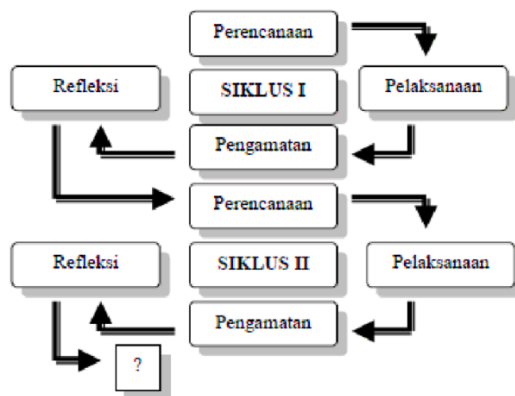 Perencanaan
Refleksi
SIKLUS I
Pelaksanaan
Pengamatan
Perencanaan
Refleksi
SIKLUS II
Pelaksanaan
Pengamatan
?